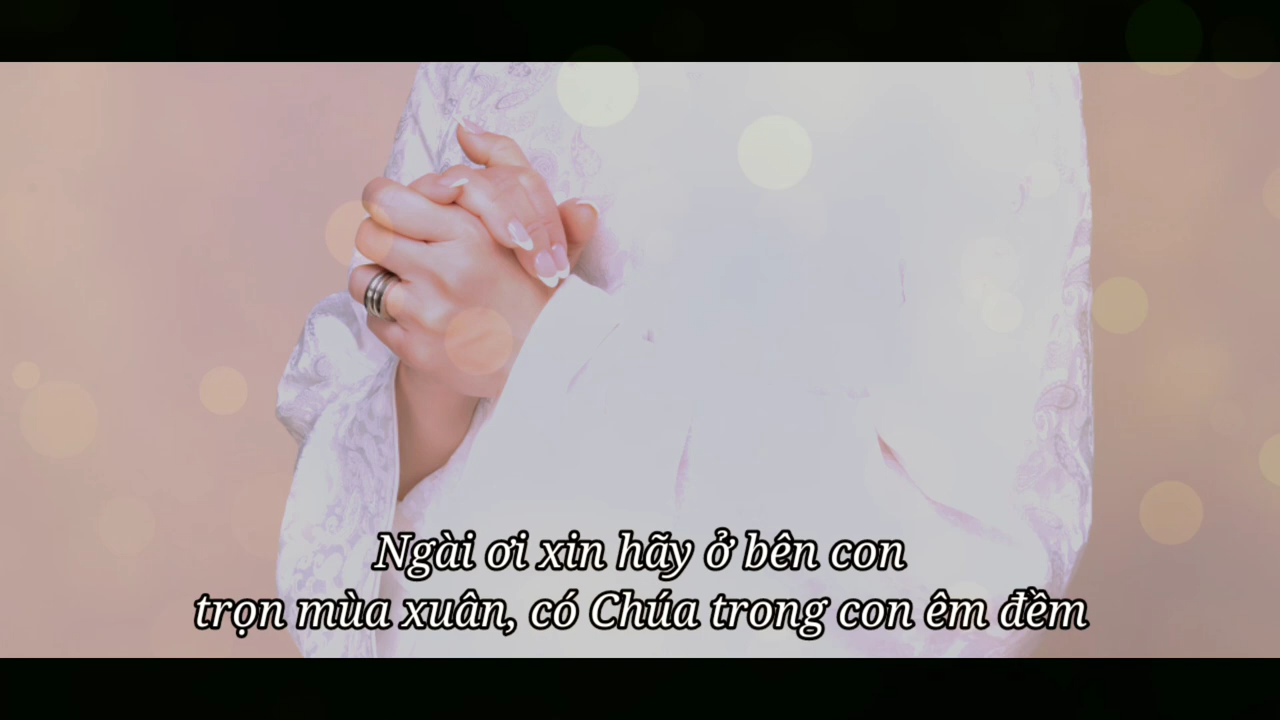 Ngài ơi xin hãy ở bên con
trọn mùa xuân, có Chúa trong con êm đềm